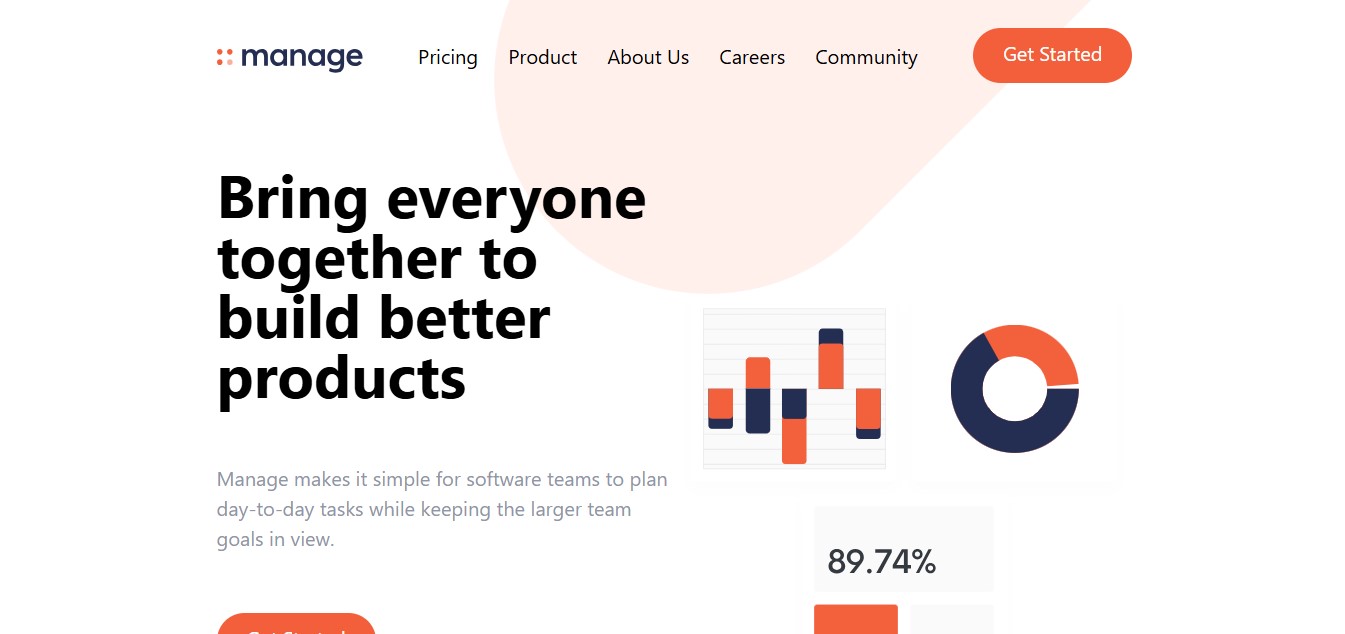 manage
Pricing
Product
About Us
Careers
Community
Get Started
Bring everyone
together to
build better
products
Manage makes it simple for software teams to plan
day-to-day tasks while keeping the larger team
goals in view.
89.74%
Get Started